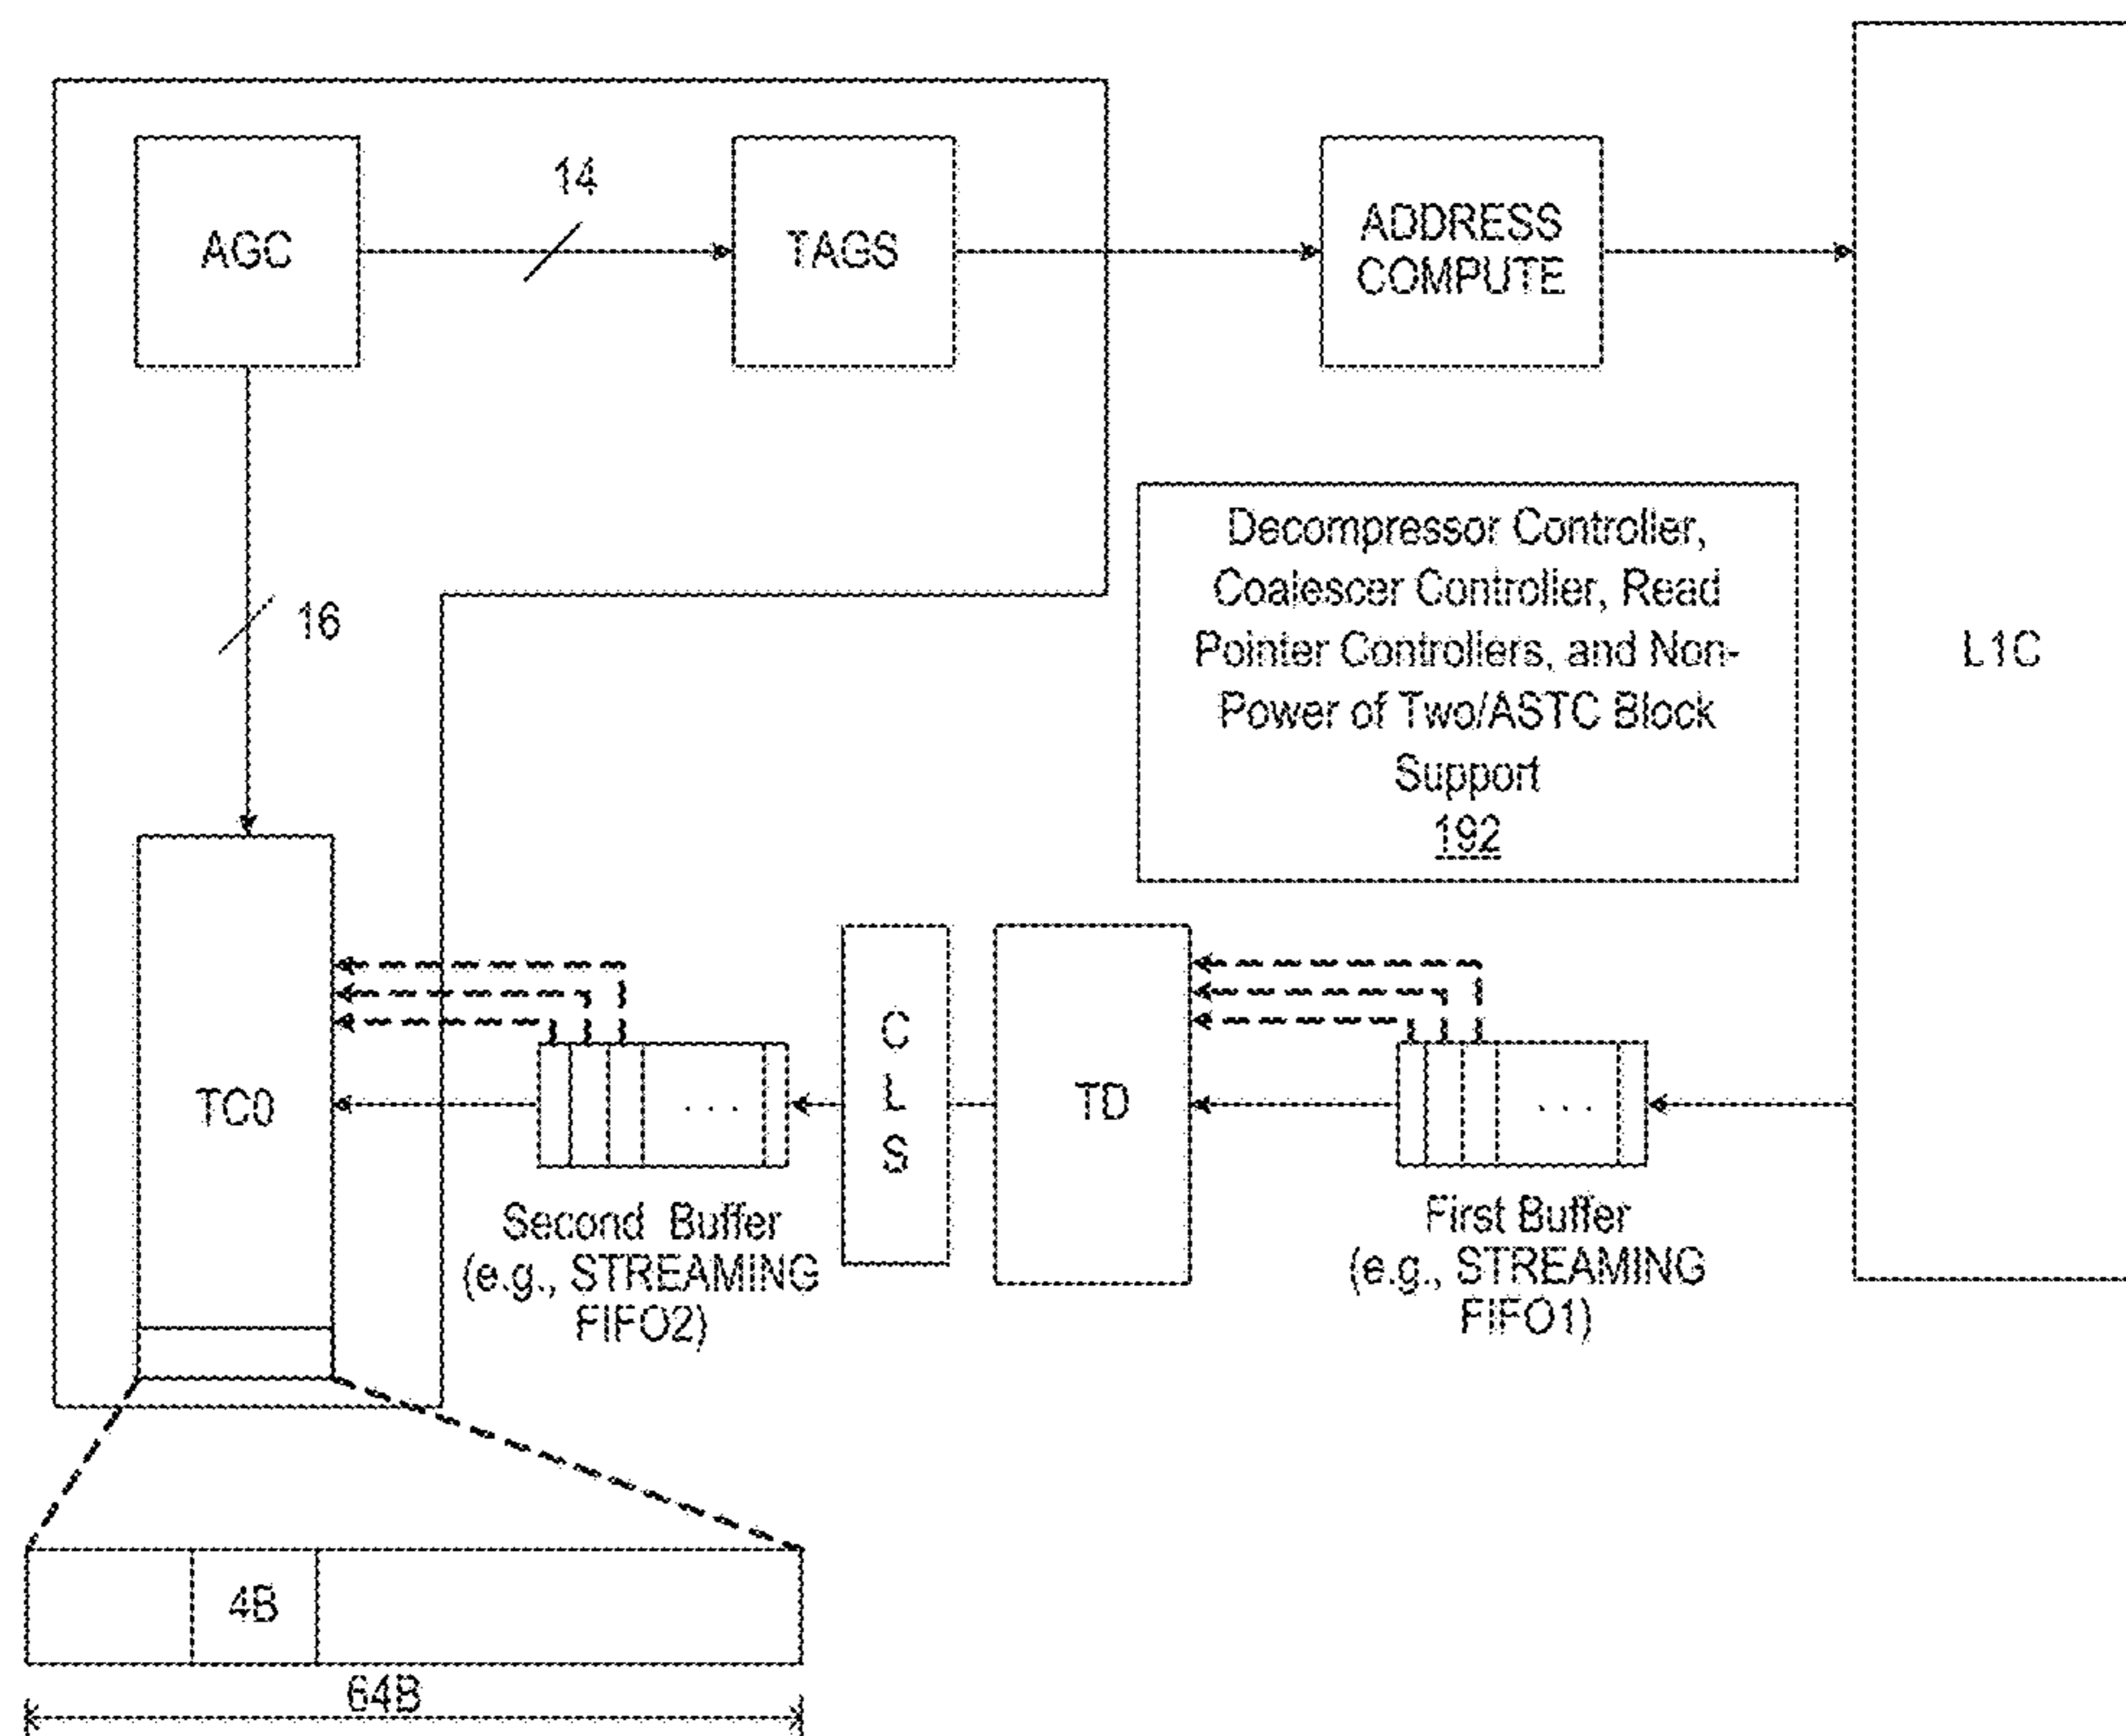 14
AGC
TAGS
ADDRESS
COMPUTE
16
Decompressor Controller,
Coalescer Controller, Read
Pointer Controllers, and Non-
Power of Two/ASTC Block
Support
192
L1C
TC0
C
L
S
TD
...
...
Second Buffer
(e.g., STREAMING
FIFO2)
First Buffer
(e.g., STREAMING
FIFO1)
4B
64B